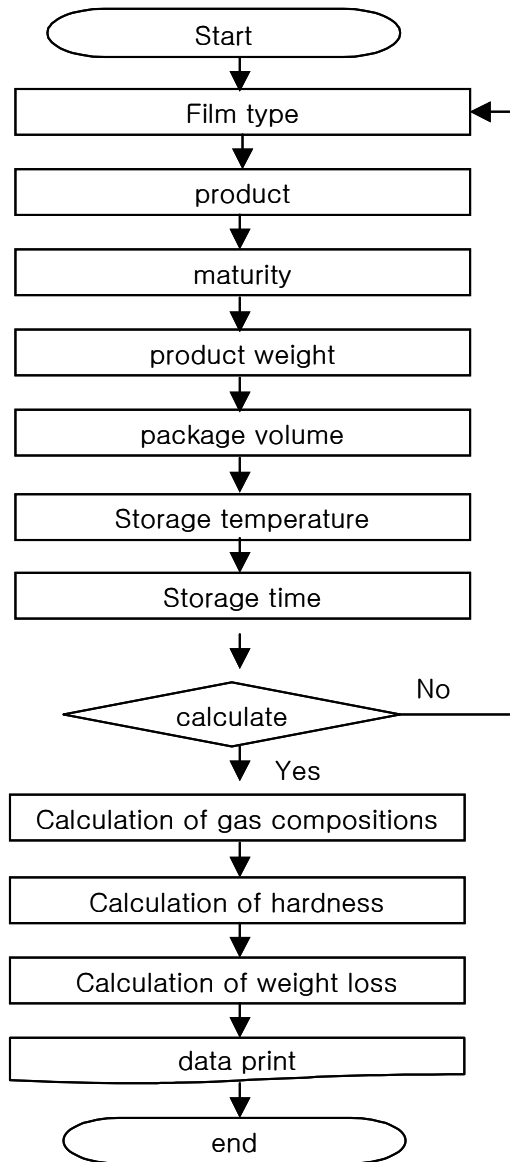 Start
Film type
product
maturity
product weight
package volume
Storage temperature
Storage time
No
calculate
Yes
Calculation of gas compositions
Calculation of hardness
Calculation of weight loss
data print
end